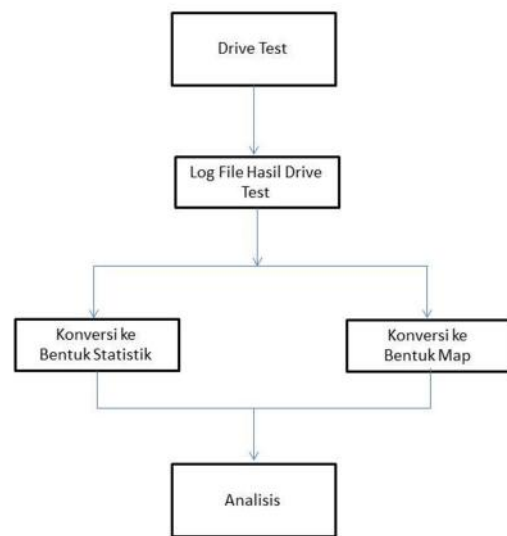 Drive Test
Log File Hasil Drive
Test
Konversi ke
Bentuk Statistik
Konversi ke
Bentuk Map
Analisis